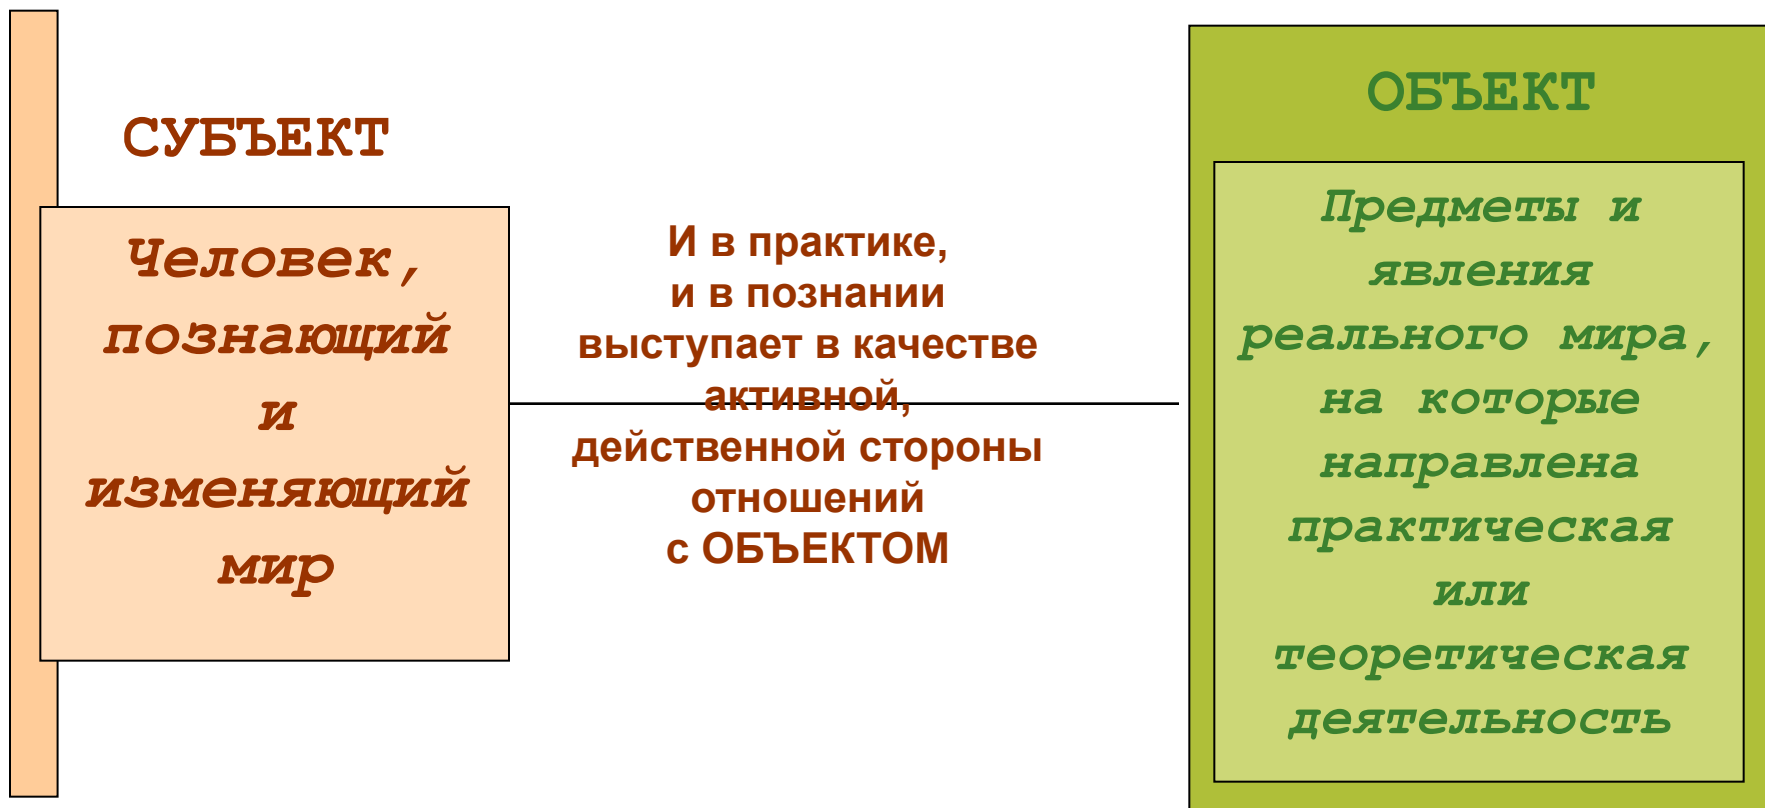 СУБЪЕКТ
Человек,
познающий
и
изменяющий
мир
И в практике,
и в познании
выступает в качестве
активной,
действенной стороны
отношений
с ОБЪЕКТОМ
ОБЪЕКТ
Предметы и
явления
реального мира,
на которые
направлена
практическая
или
теоретическая
деятельность